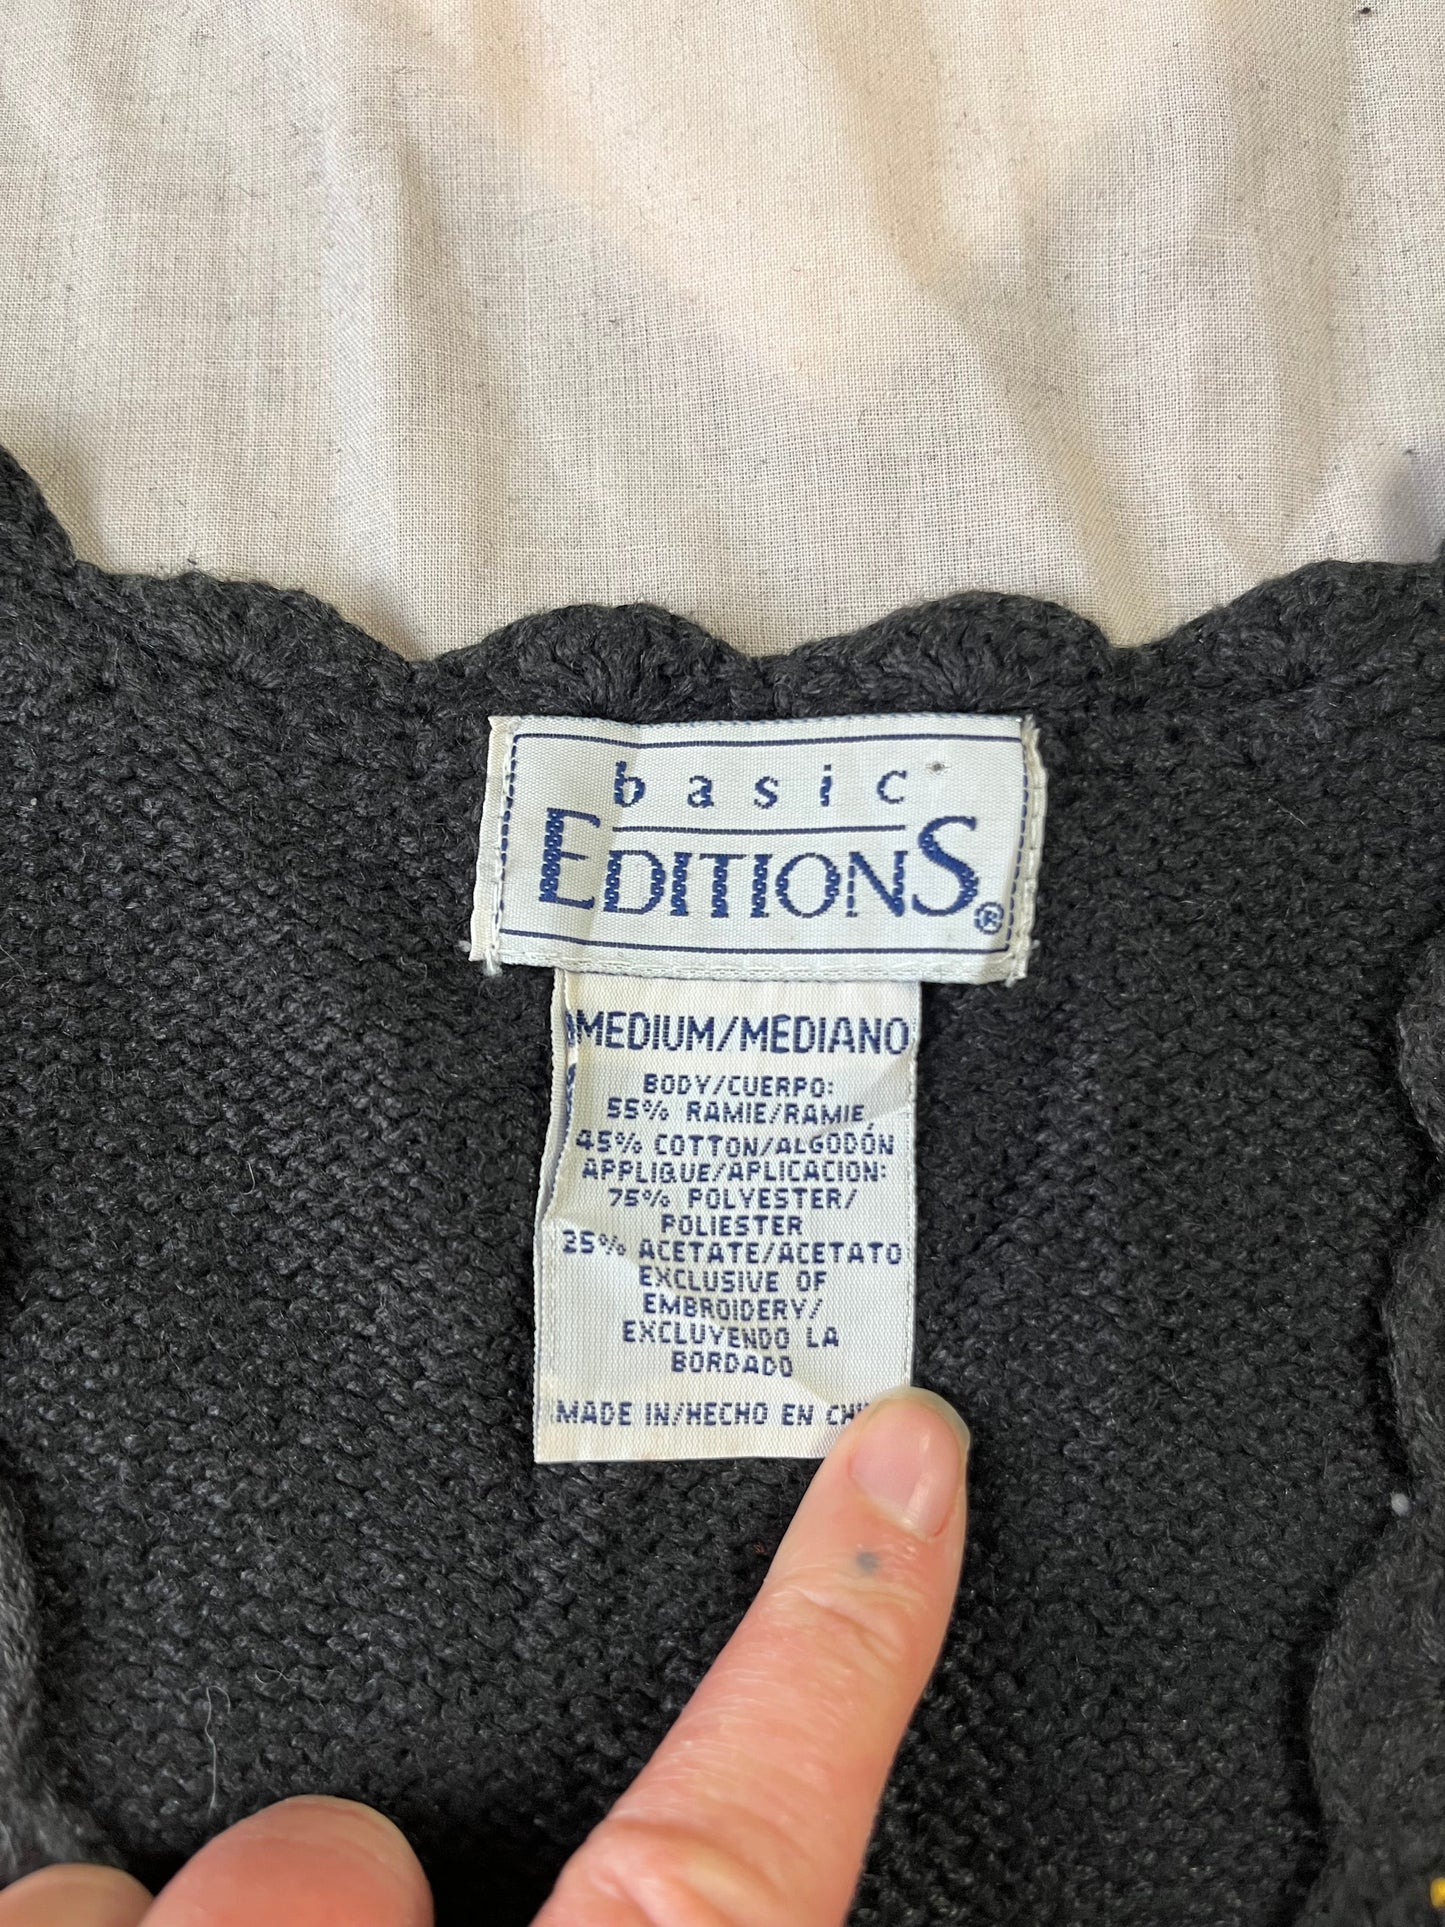 basic
EDITIONS®
MEDIUM/MEDIANO
BODY/CUERPO:
55% RAMIE/RAMIE
45% COTTON/ALGODÓN
APPLIQUE/APLICACION:
75% POLYESTER/
POLIESTER
25% ACETATE/ACETATO
EXCLUSIVE OF
EMBROIDERY/
EXCLUYENDO LA
BORDADO
MADE IN/HECHO EN